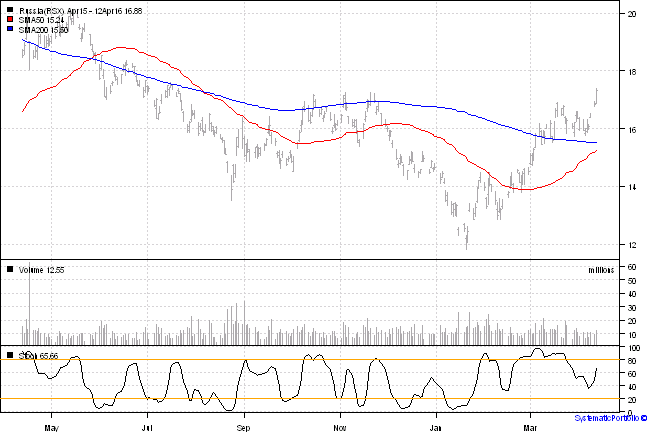 Russia(RSX) Apr15 - 12Apr16 16.88
SMA50 15.24
SMA200 15.50
20
18
16
14
12
Volume 12.55
millions
60
50
40
30
20
10
Stoch 65.66
100
80
60
40
20
0
May Jul Sep Nov Jan Mar
SystematicPortfolio ©